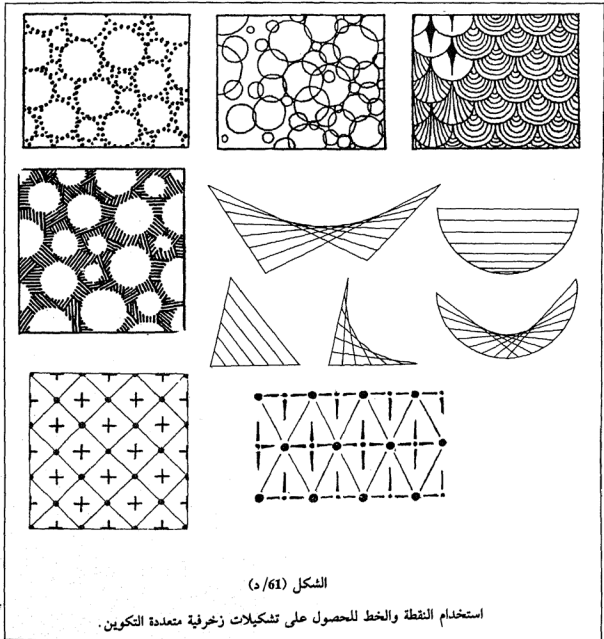 الشكل (61/ د)
استخدام النقطة والخط للحصول على تشكيلات زخرفية متعددة التكوين .